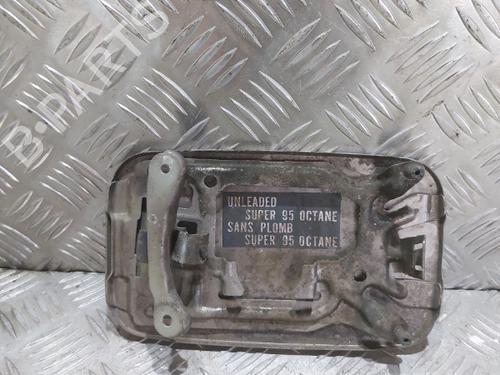 B-PARTS
UNLEADED
SUPER 95 OCTANE
SANS PLOMB
SUPER 95 OCTANE